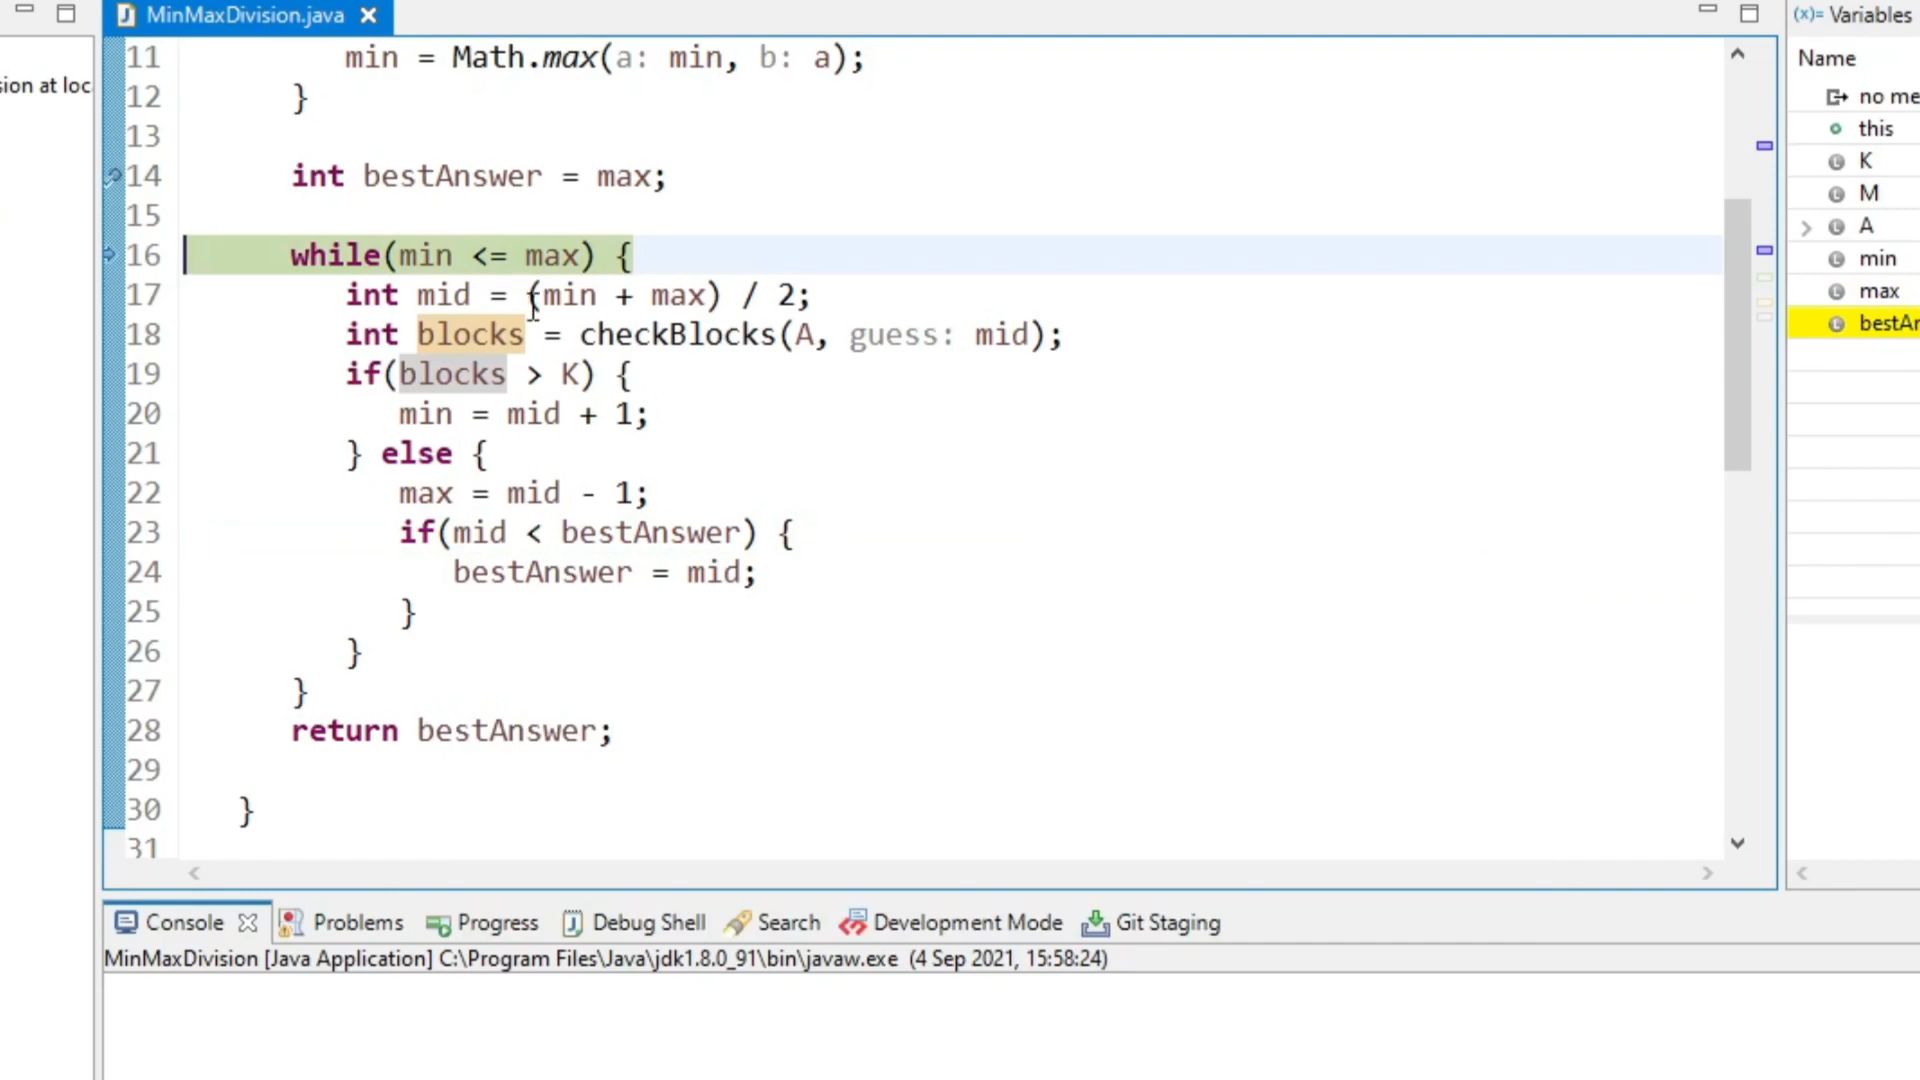 MinMaxDivision.java
(x)= Variables
sion at loc
Name
11 min = Math.max(a: min, b: a);
12 }
13
14 int bestAnswer = max;
15
16 while(min <= max) {
17 int mid = (min + max) / 2;
18 int blocks = checkBlocks(A, guess: mid);
19 if(blocks > K) {
20 min = mid + 1;
21 } else {
22 max = mid - 1;
23 if(mid < bestAnswer) {
24 bestAnswer = mid;
25 }
26 }
27 }
28 return bestAnswer;
29
30 }
31
no me
this
K
M
A
min
max
bestAr
Console Problems Progress Debug Shell Search Development Mode Git Staging
MinMaxDivision [Java Application] C:\Program Files\Java\jdk1.8.0_91\bin\javaw.exe (4 Sep 2021, 15:58:24)